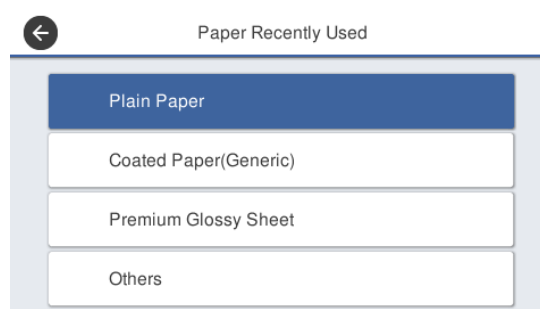 Paper Recently Used
Plain Paper
Coated Paper(Generic)
Premium Glossy Sheet
Others